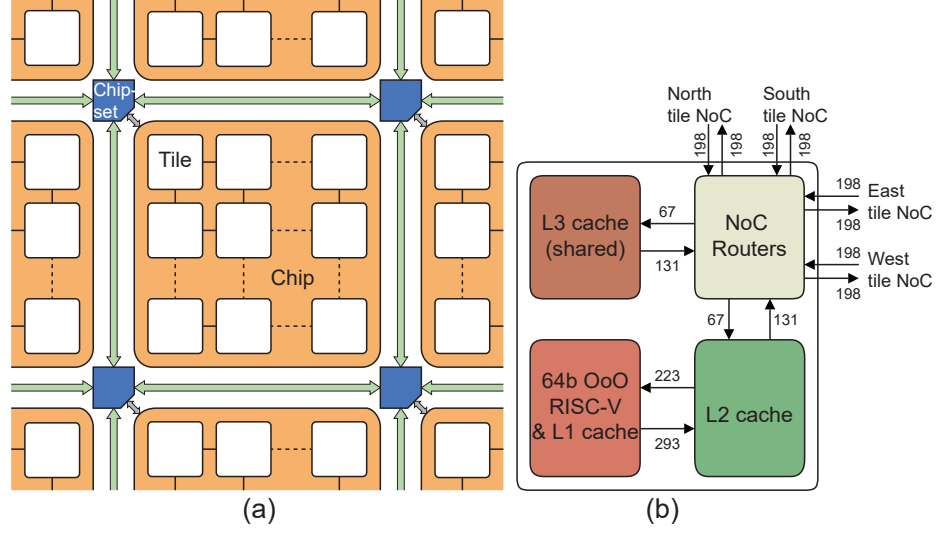 Chip-
set
Tile
Chip
(a)
North
tile NoC
South
tile NoC
198
198
198
198
L3 cache
(shared)
67
131
NoC
Routers
198
East
tile NoC
198
198
West
tile NoC
198
67
131
64b OoO
RISC-V
& L1 cache
223
293
L2 cache
(b)